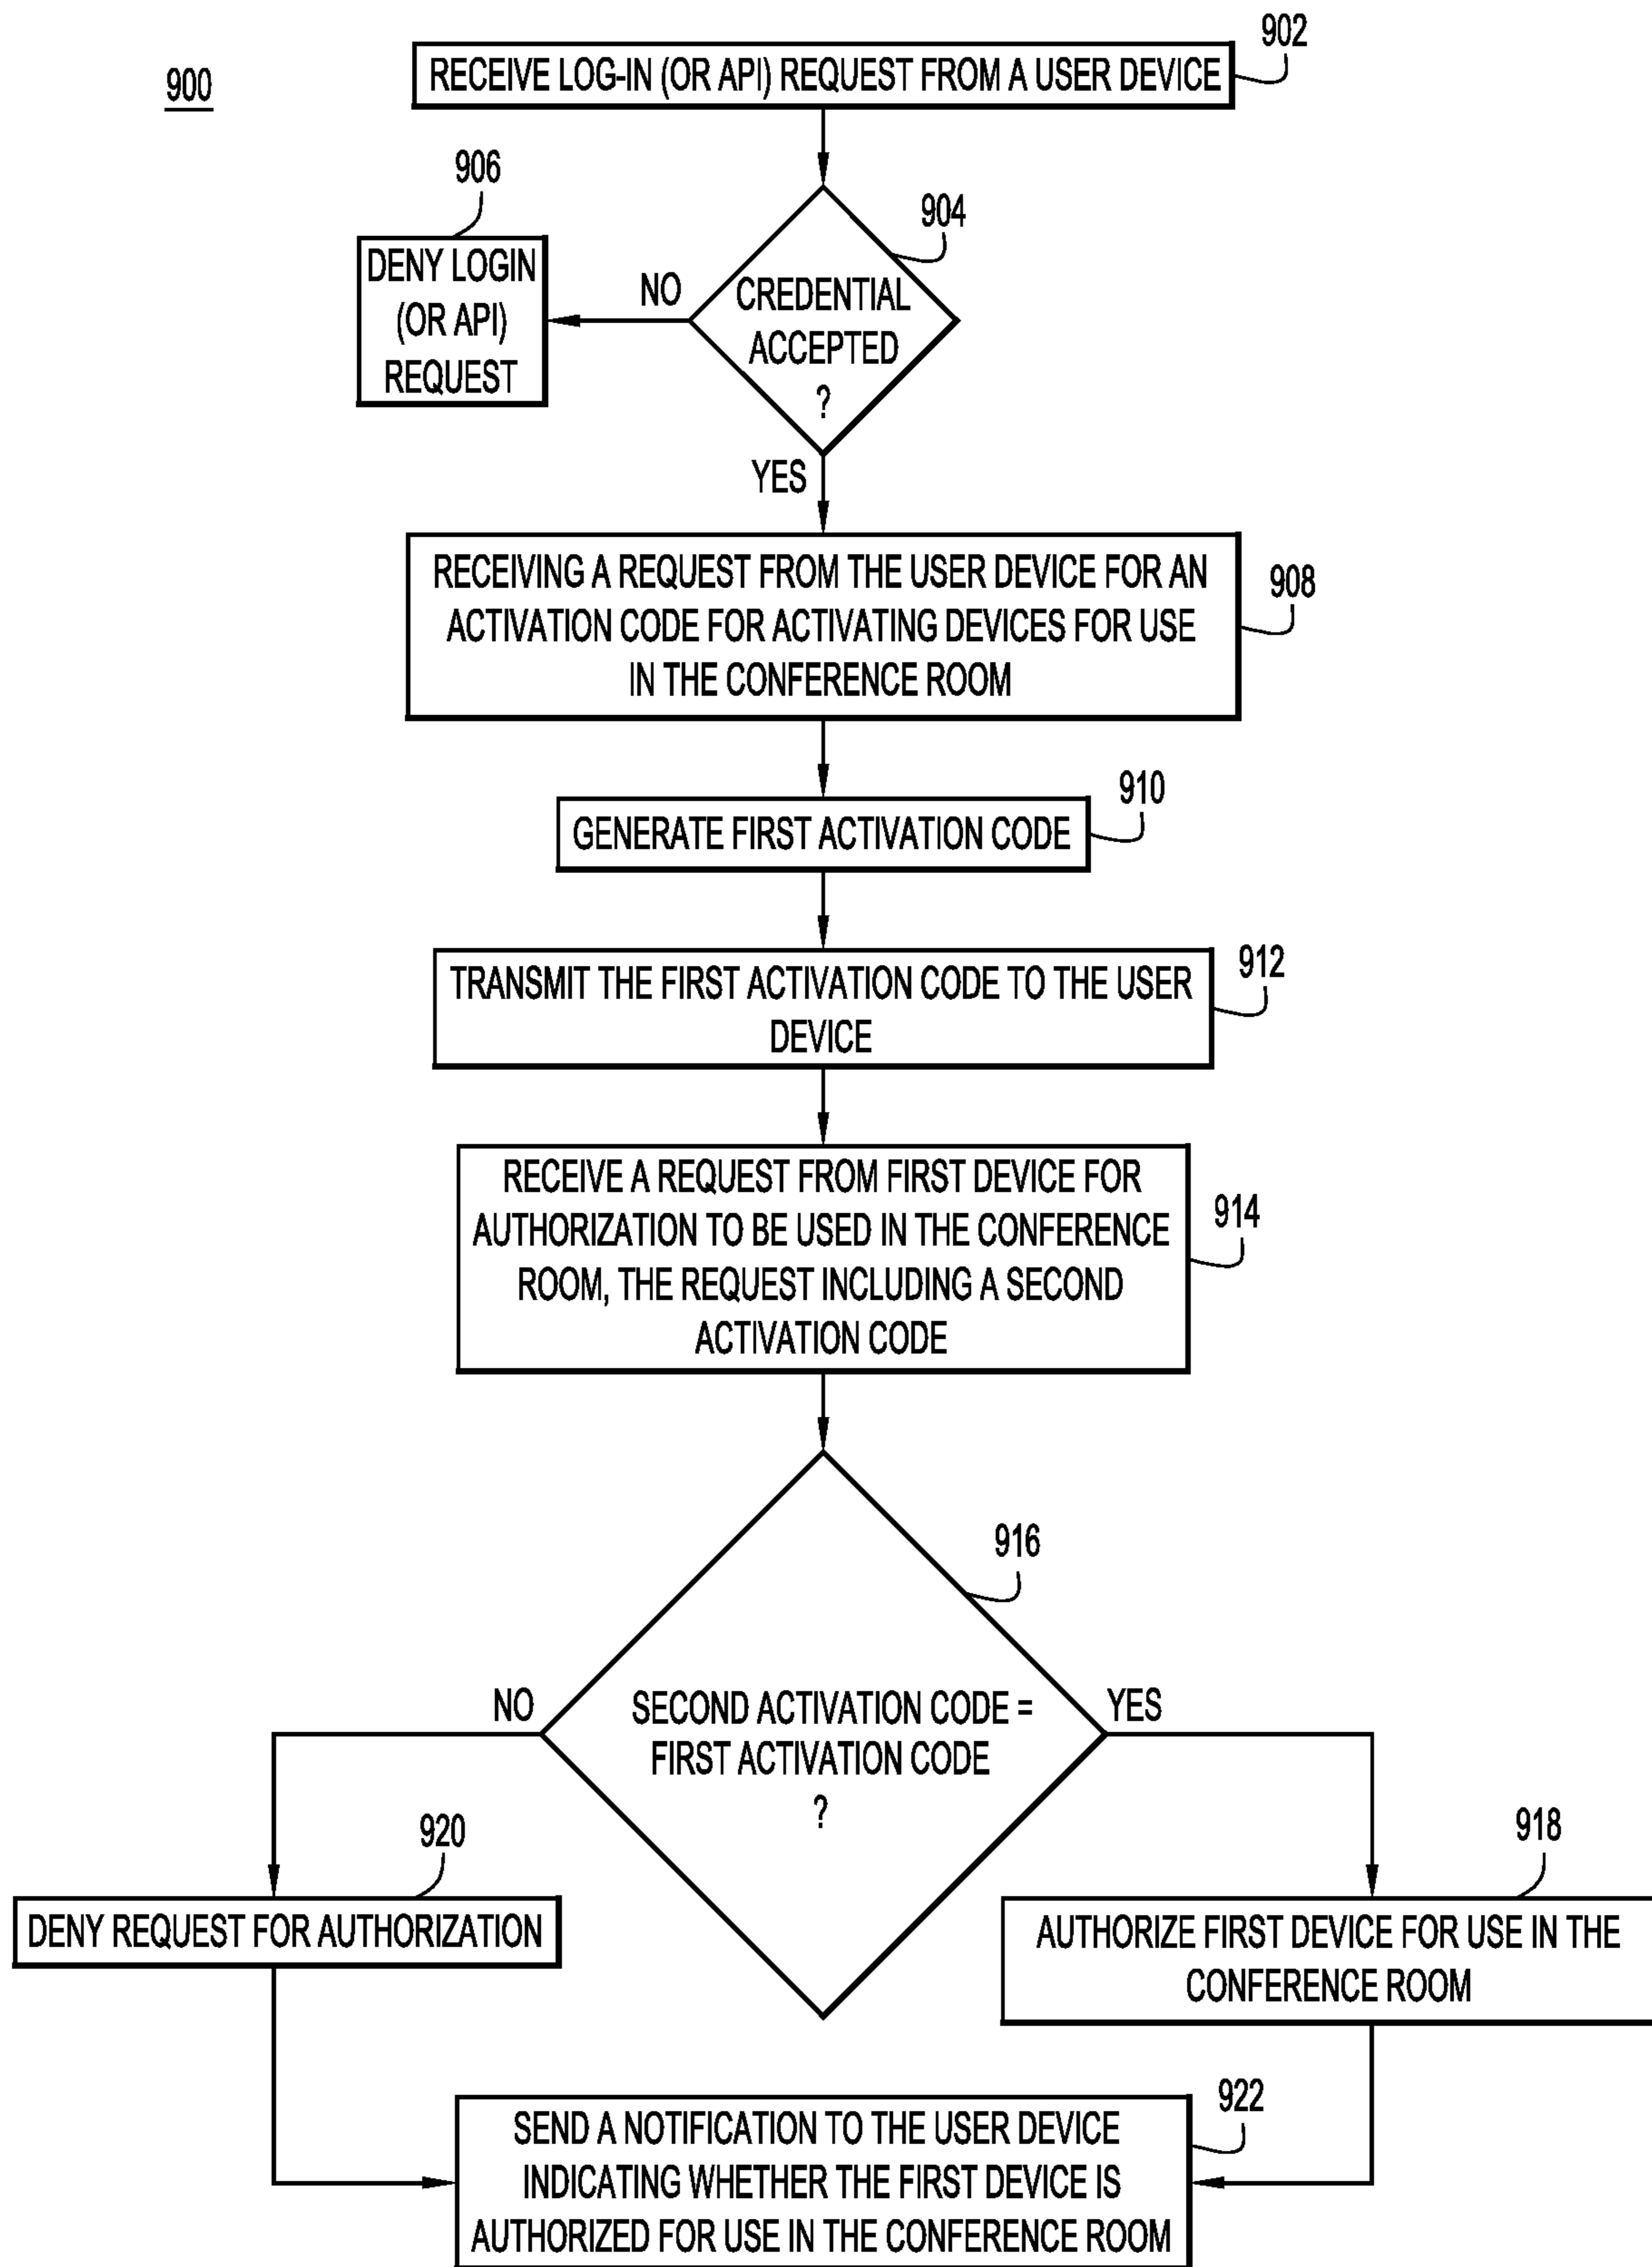 900
902
RECEIVE LOG-IN (OR API) REQUEST FROM A USER DEVICE
906
904
DENY LOGIN
(OR API)
REQUEST
NO
CREDENTIAL
ACCEPTED
?
YES
908
RECEIVING A REQUEST FROM THE USER DEVICE FOR AN
ACTIVATION CODE FOR ACTIVATING DEVICES FOR USE
IN THE CONFERENCE ROOM
910
GENERATE FIRST ACTIVATION CODE
912
TRANSMIT THE FIRST ACTIVATION CODE TO THE USER
DEVICE
914
RECEIVE A REQUEST FROM FIRST DEVICE FOR
AUTHORIZATION TO BE USED IN THE CONFERENCE
ROOM, THE REQUEST INCLUDING A SECOND
ACTIVATION CODE
916
NO
SECOND ACTIVATION CODE =
FIRST ACTIVATION CODE
?
YES
920
DENY REQUEST FOR AUTHORIZATION
918
AUTHORIZE FIRST DEVICE FOR USE IN THE
CONFERENCE ROOM
922
SEND A NOTIFICATION TO THE USER DEVICE
INDICATING WHETHER THE FIRST DEVICE IS
AUTHORIZED FOR USE IN THE CONFERENCE ROOM